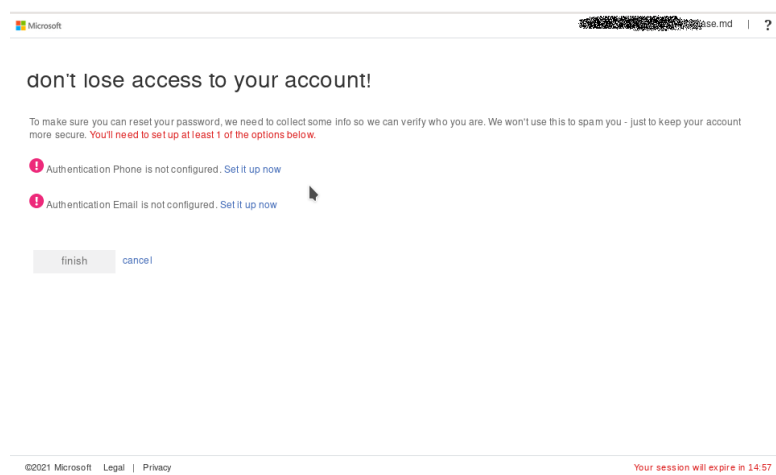 Microsoft
ase.md | ?
don't lose access to your account!
To make sure you can reset your password, we need to collect some info so we can verify who you are. We won't use this to spam you - just to keep your account
more secure. You'll need to set up at least 1 of the options below.
! Authentication Phone is not configured. Set it up now
! Authentication Email is not configured. Set it up now
finish cancel
©2021 Microsoft Legal | Privacy
Your session will expire in 14:57